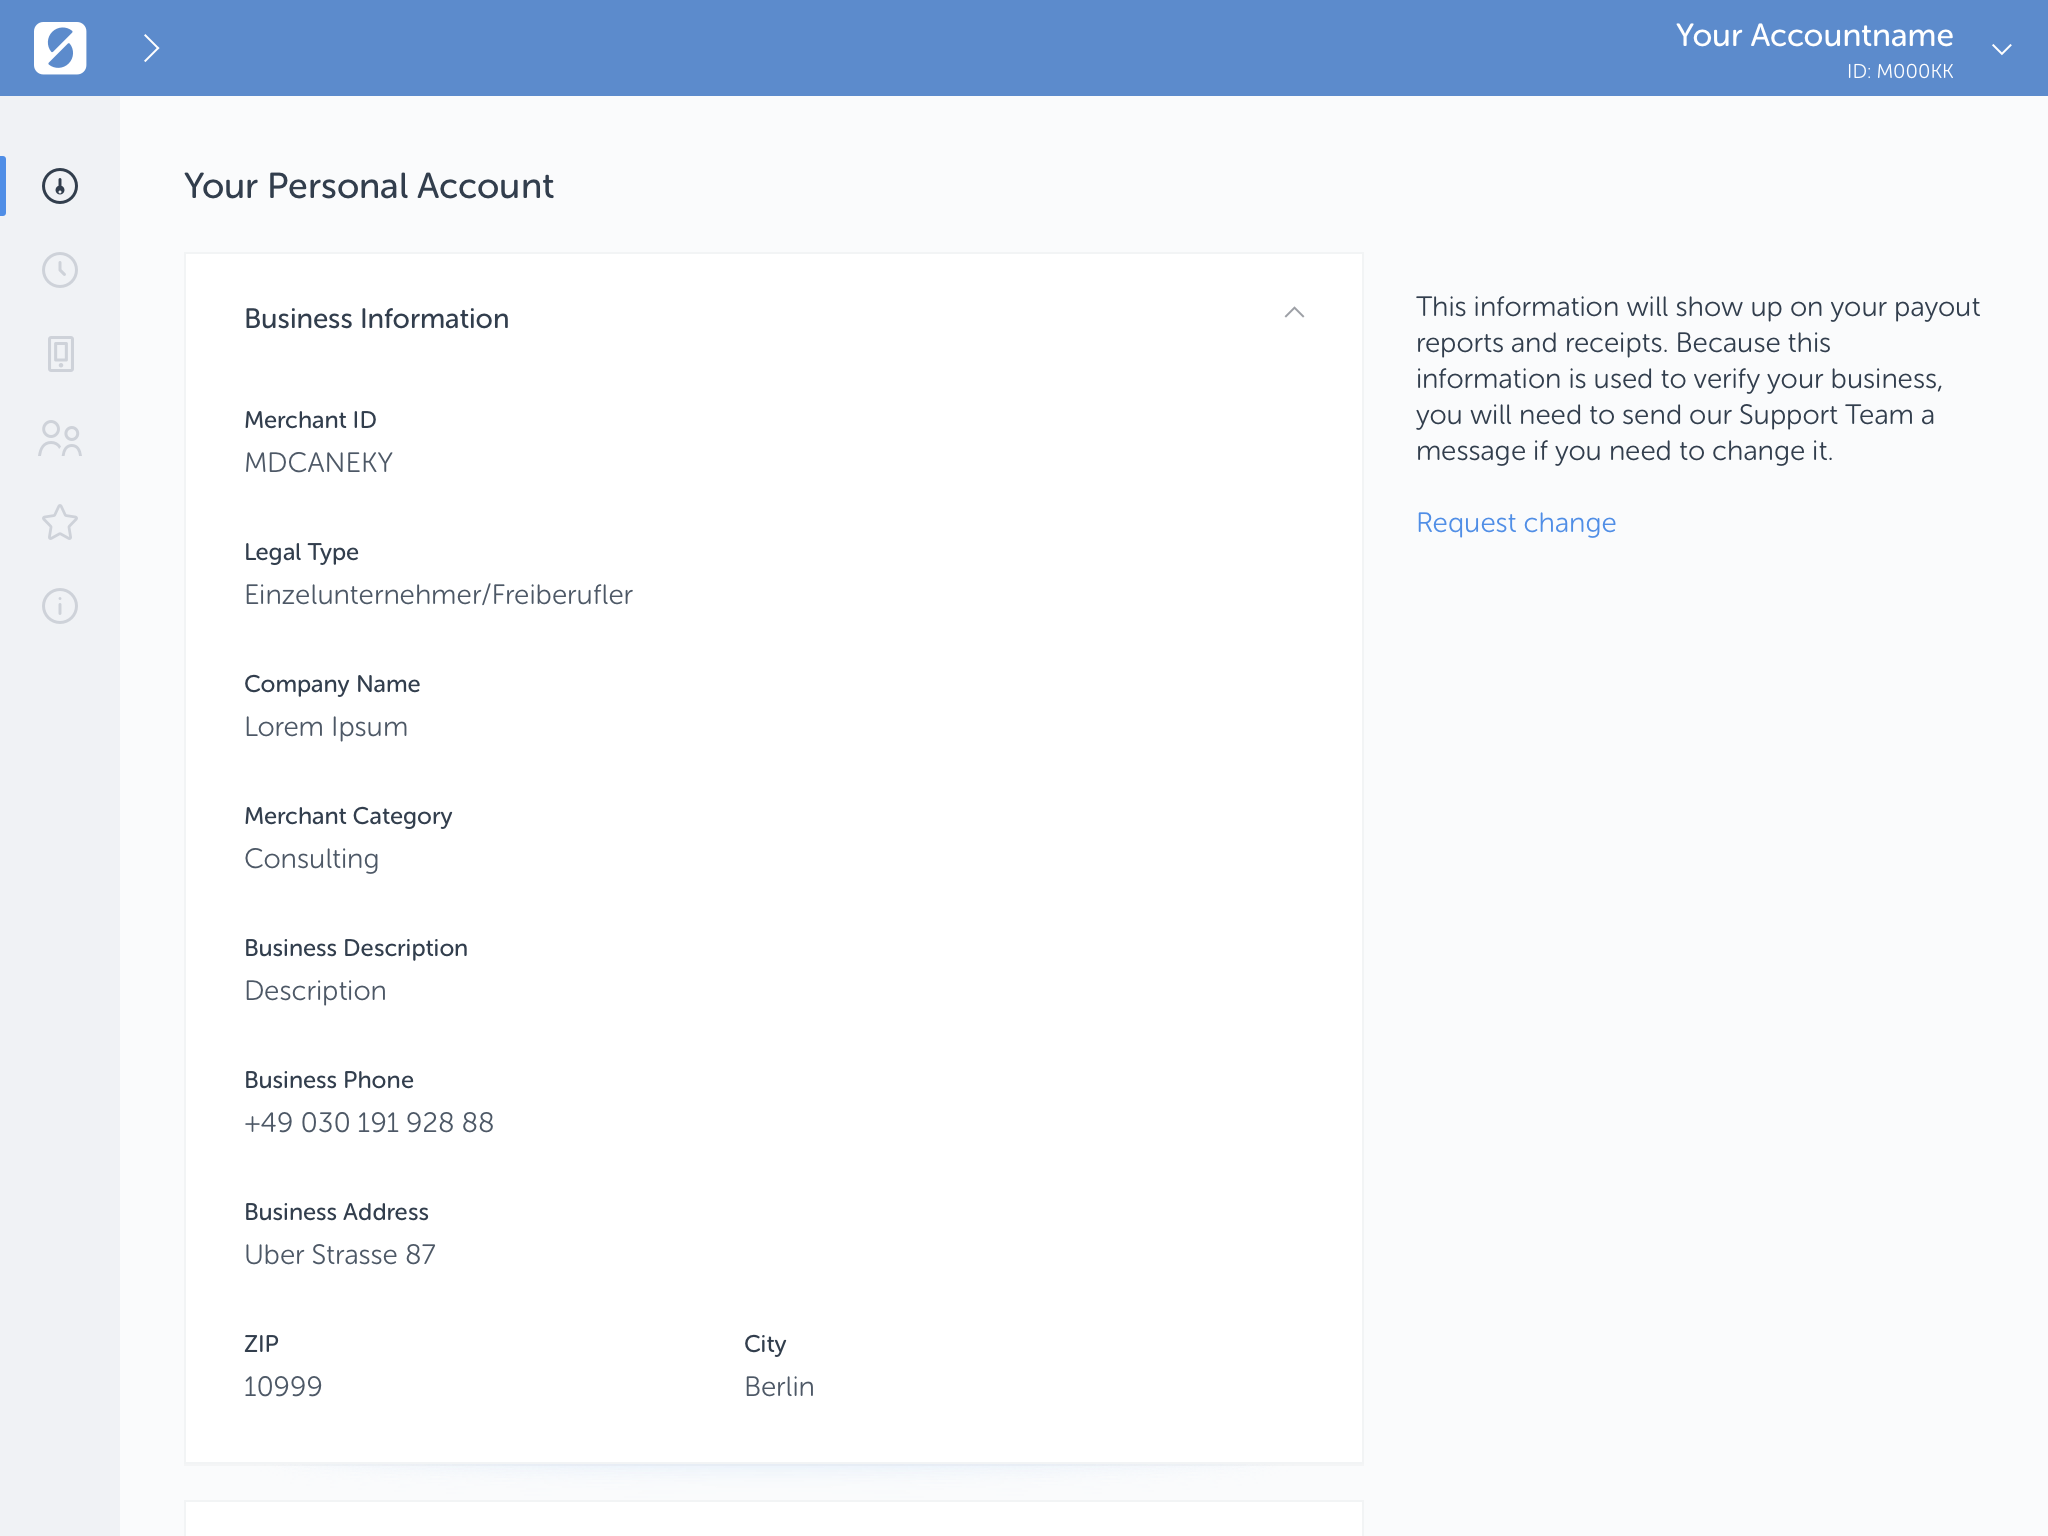 Your Accountname
ID: M000KK
Your Personal Account
Business Information
Merchant ID
MDCANEKY
Legal Type
Einzelunternehmer/Freiberufler
Company Name
Lorem Ipsum
Merchant Category
Consulting
Business Description
Description
Business Phone
+49 030 191 928 88
Business Address
Uber Strasse 87
ZIP
10999
City
Berlin
This information will show up on your payout
reports and receipts. Because this
information is used to verify your business,
you will need to send our Support Team a
message if you need to change it.
Request change